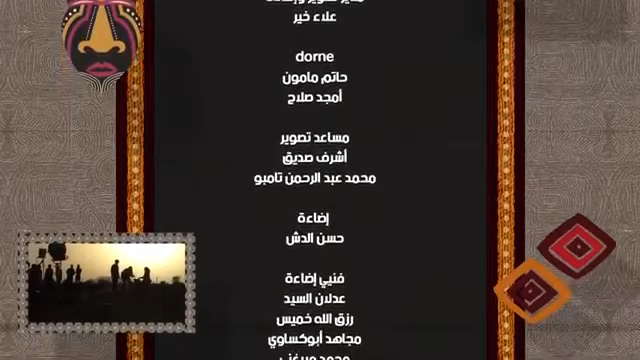 علاء خير
dorne
حاتم مامون
أمجد صلاح
مساعد تصوير
أشرف صديق
محمد عبد الرحمن تامبو
إضاءة
حسن الدش
فنيي إضاءة
عدلان السيد
رزق الله خميس
مجاهد أبوكساوي